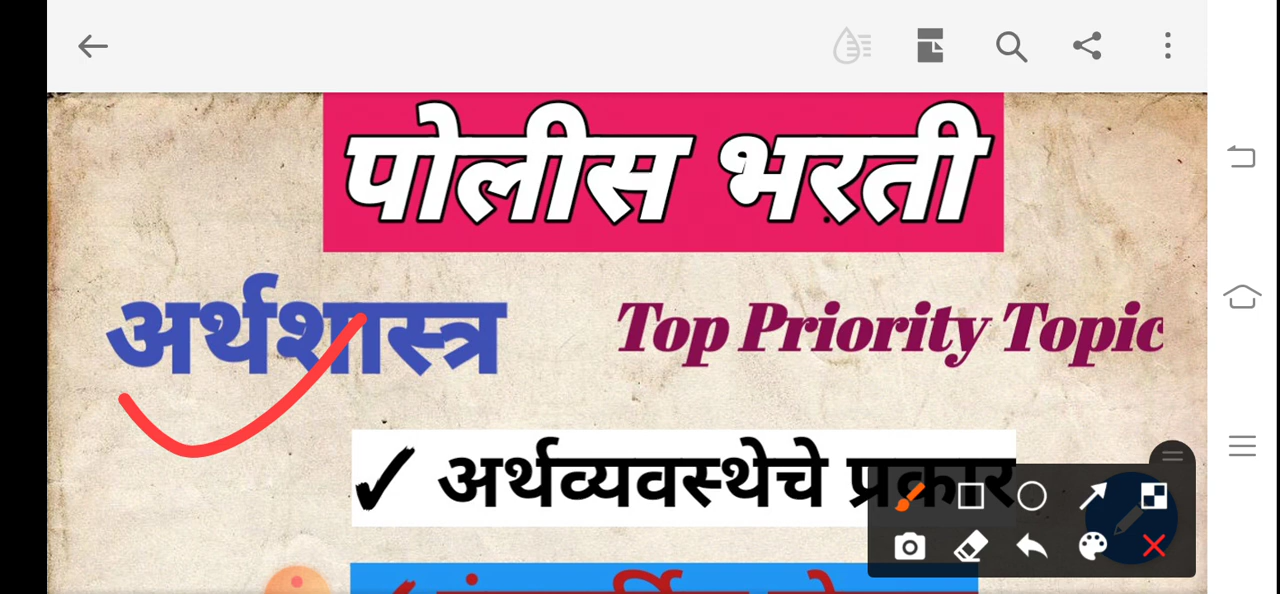 पोलीस भरती
अर्थशास्त्र
Top Priority Topic
✓ अर्थव्यवस्थेचे प्रकार